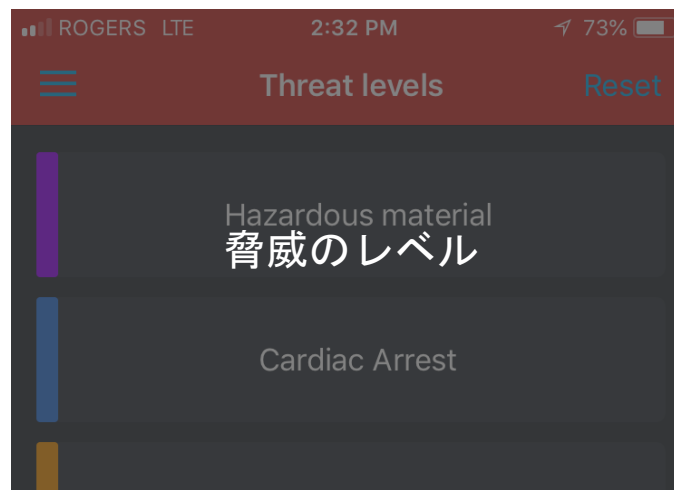 ROGERS LTE 2:32 PM 73%
Threat levels Reset
Hazardous material
脅威のレベル
Cardiac Arrest